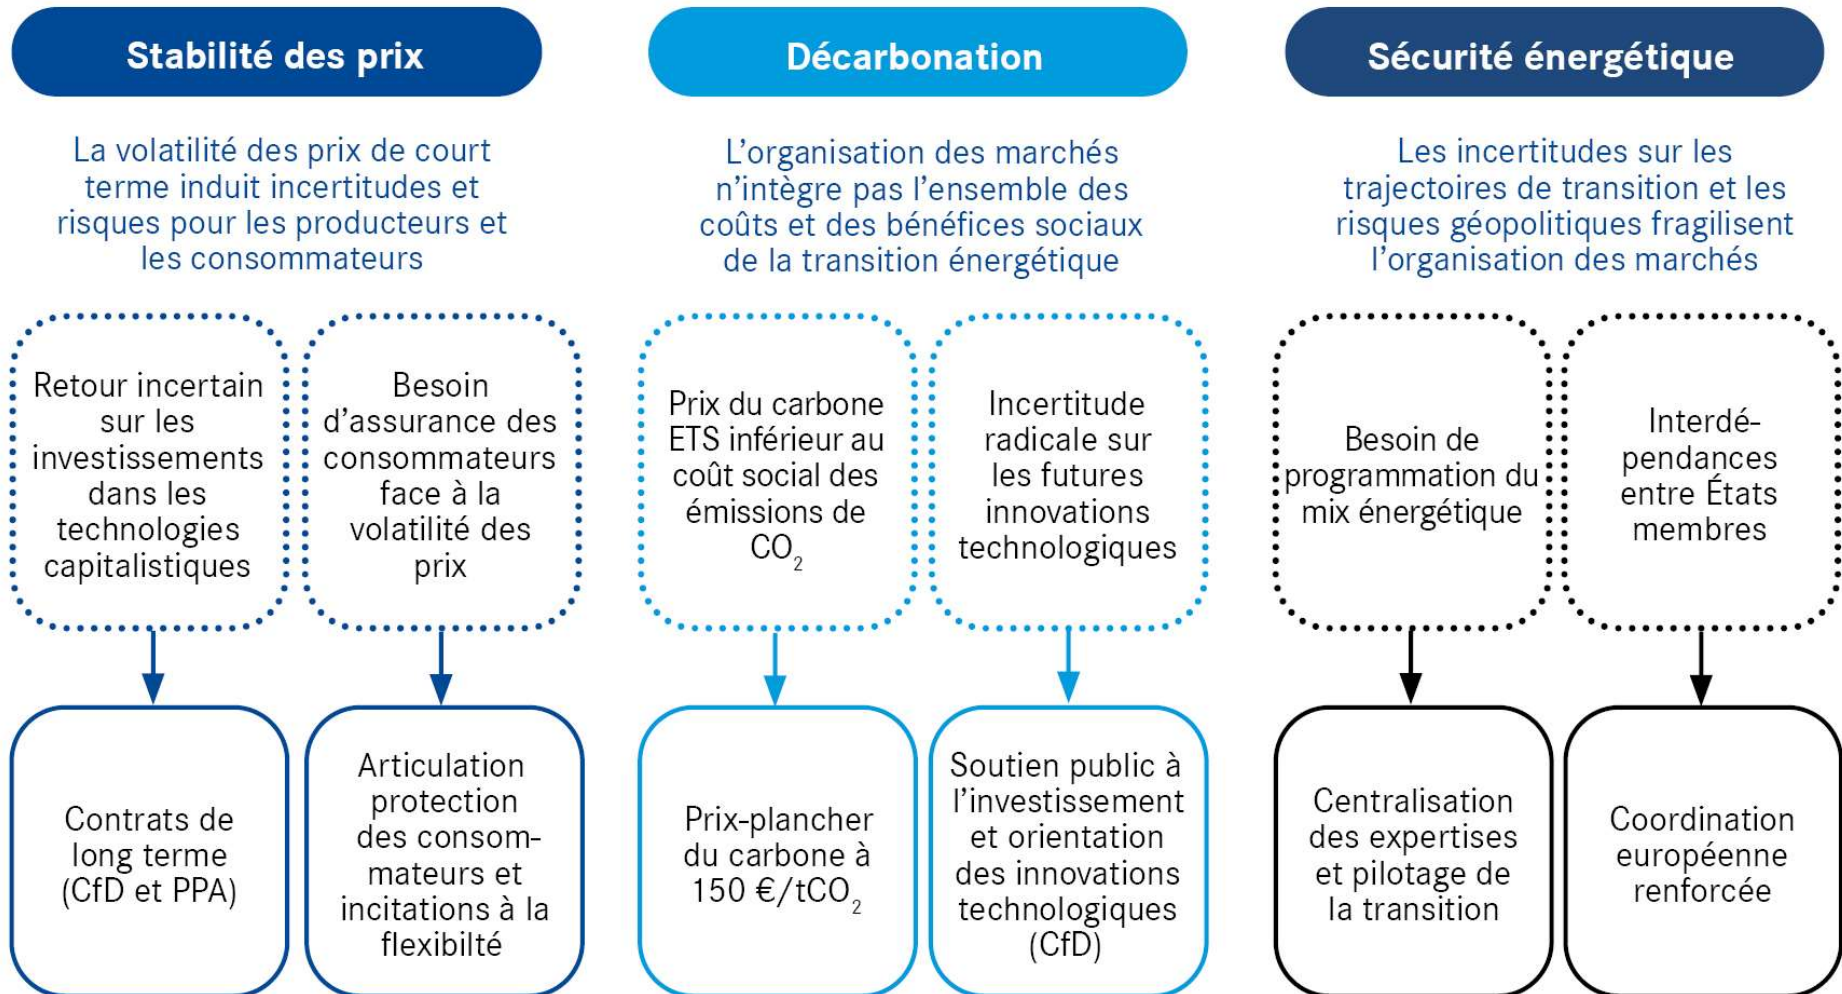 Stabilité des prix
La volatilité des prix de court
terme induit incertitudes et
risques pour les producteurs et
les consommateurs
Retour incertain
sur les
investissements
dans les
technologies
capitalistiques
Besoin
d’assurance des
consommateurs
face à la
volatilité des
prix
Contrats de
long terme
(CfD et PPA)
Articulation
protection
des consom-
mateurs et
incitations à la
flexibilté
Décarbonation
L’organisation des marchés
n’intègre pas l’ensemble des
coûts et des bénéfices sociaux
de la transition énergétique
Prix du carbone
ETS inférieur au
coût social des
émissions de
CO₂
Incertitude
radicale sur
les futures
innovations
technologiques
Prix-plancher
du carbone à
150 €/tCO₂
Soutien public à
l’investissement
et orientation
des innovations
technologiques
(CfD)
Sécurité énergétique
Les incertitudes sur les
trajectoires de transition et les
risques géopolitiques fragilisent
l’organisation des marchés
Besoin de
programmation du
mix énergétique
Interdé-
pendances
entre États
membres
Centralisation
des expertises
et pilotage de
la transition
Coordination
européenne
renforcée